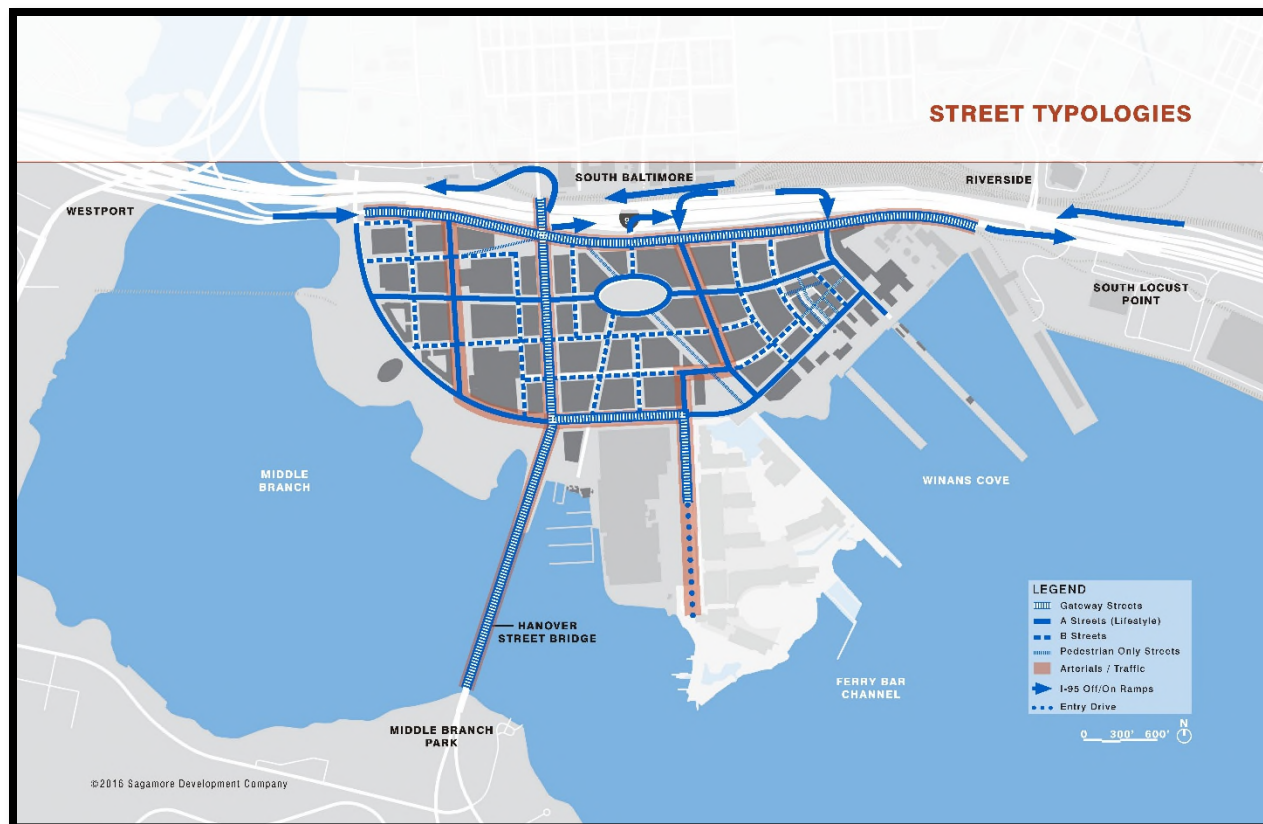 STREET TYPOLOGIES
SOUTH BALTIMORE
RIVERSIDE
WESTPORT
SOUTH LOCUST
POINT
MIDDLE
BRANCH
WINANS COVE
HANOVER
STREET BRIDGE
FERRY BAR
CHANNEL
MIDDLE BRANCH
PARK
LEGEND
Gateway Streets
A Streets (Lifestyle)
B Streets
Pedestrian Only Streets
Arterials / Traffic
I-95 Off/On Ramps
Entry Drive
N
0 300' 600'
©2016 Sagamore Development Company